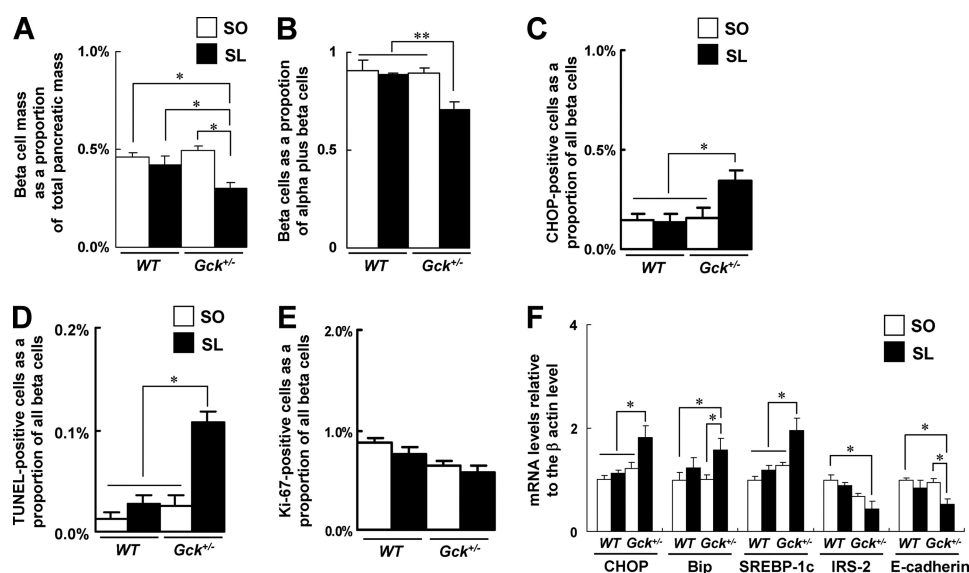 A
SO
SL
Beta cell mass
as a proportion
of total pancreatic mass
1.0%
0.5%
0.0%
*
*
*
WT
Gck+/-
B
Beta cells as a propotion
of alpha plus beta cells
1
0.5
0
**
WT
Gck+/-
C
SO
SL
CHOP-positive cells as a
proportion of all beta cells
1.0%
0.5%
0.0%
*
WT
Gck+/-
D
SO
SL
TUNEL-positive cells as a
proportion of all beta cells
0.2%
0.1%
0.0%
*
WT
Gck+/-
E
Ki-67-positive cells as a
proportion of all beta cells
2.0%
1.0%
0.0%
WT
Gck+/-
F
SO
SL
mRNA levels relative
to the β actin level
4
2
0
* * * * * * *
WT Gck+/- WT Gck+/- WT Gck+/- WT Gck+/- WT Gck+/-
CHOP Bip SREBP-1c IRS-2 E-cadherin